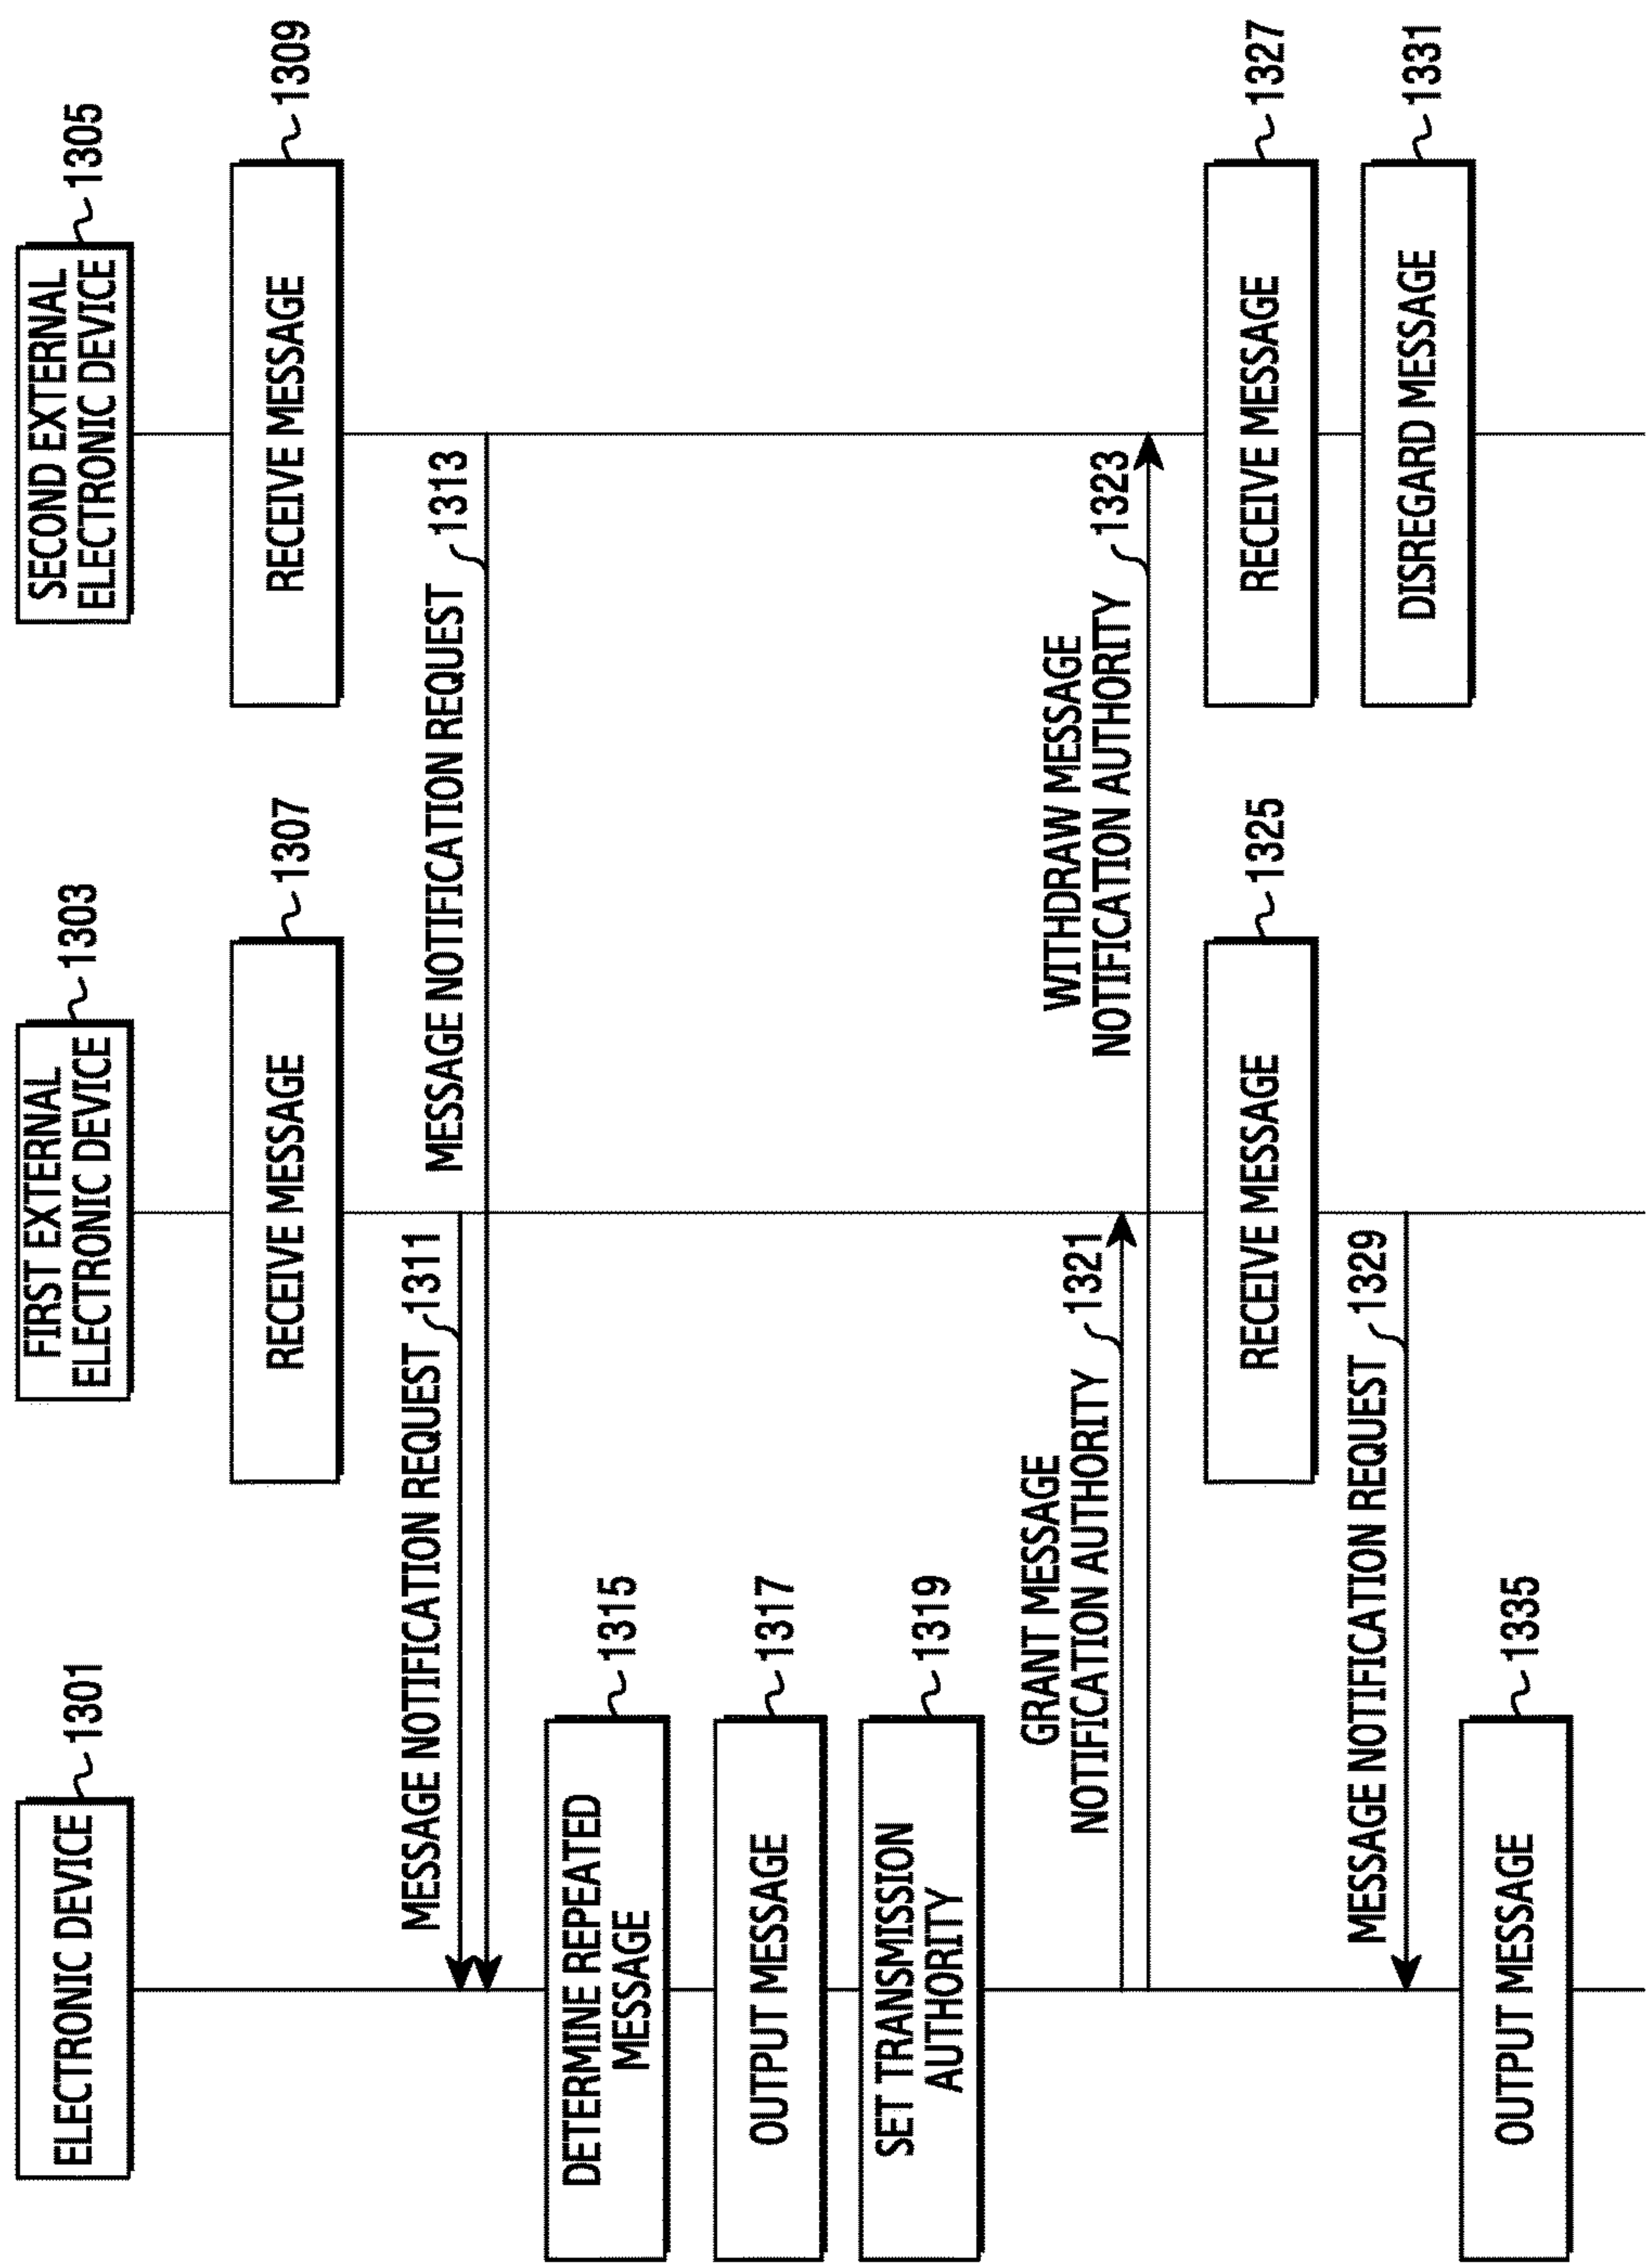 ELECTRONIC DEVICE
1301
FIRST EXTERNAL
ELECTRONIC DEVICE
1303
SECOND EXTERNAL
ELECTRONIC DEVICE
1305
RECEIVE MESSAGE
1307
RECEIVE MESSAGE
1309
MESSAGE NOTIFICATION REQUEST
1311
MESSAGE NOTIFICATION REQUEST
1313
DETERMINE REPEATED
MESSAGE
1315
OUTPUT MESSAGE
1317
SET TRANSMISSION
AUTHORITY
1319
GRANT MESSAGE
NOTIFICATION AUTHORITY
1321
WITHDRAW MESSAGE
NOTIFICATION AUTHORITY
1323
RECEIVE MESSAGE
1325
RECEIVE MESSAGE
1327
MESSAGE NOTIFICATION REQUEST
1329
DISREGARD MESSAGE
1331
OUTPUT MESSAGE
1335